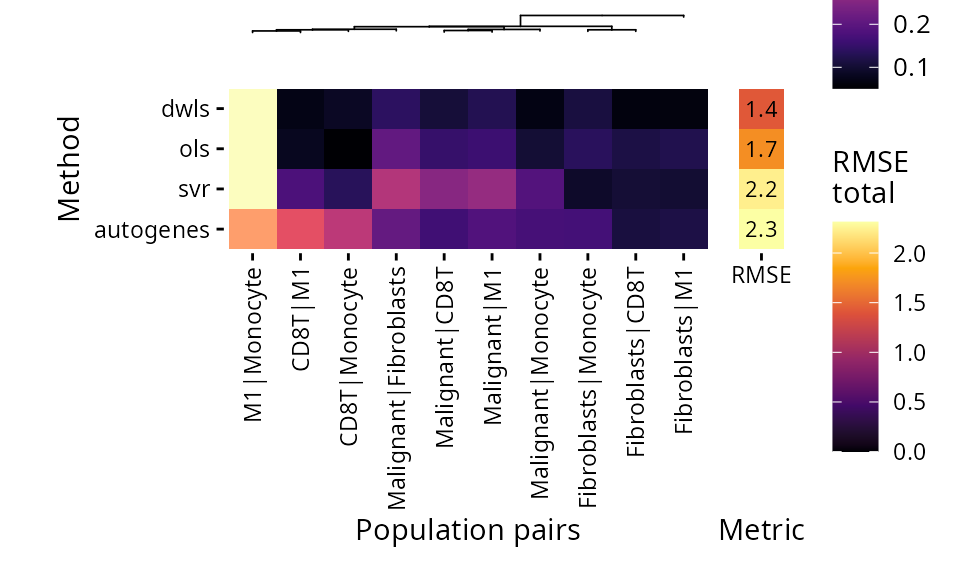 0.2
0.1
Method
dwls
ols
svr
autogenes
1.4
1.7
2.2
2.3
RMSE
M1|Monocyte
CD8T|M1
CD8T|Monocyte
Malignant|Fibroblasts
Malignant|CD8T
Malignant|M1
Malignant|Monocyte
Fibroblasts|Monocyte
Fibroblasts|CD8T
Fibroblasts|M1
Population pairs
Metric
RMSE
total
2.0
1.5
1.0
0.5
0.0